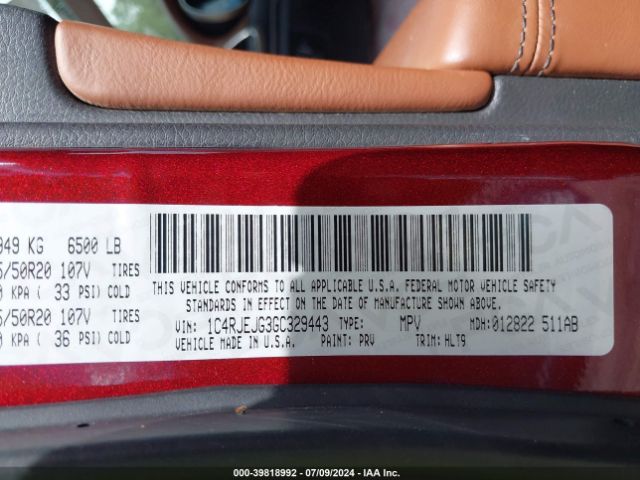 949 KG 6500 LB
5/50R20 107V TIRES
0 KPA ( 33 PSI) COLD
5/50R20 107V TIRES
0 KPA ( 36 PSI) COLD
THIS VEHICLE CONFORMS TO ALL APPLICABLE U.S.A. FEDERAL MOTOR VEHICLE SAFETY
STANDARDS IN EFFECT ON THE DATE OF MANUFACTURE SHOWN ABOVE.
VIN: 1C4RJEJG3GC329443 TYPE: MPV MDH: 012822 511AB
VEHICLE MADE IN U.S.A. PAINT: PRV TRIM: HLT9
000-39818992 - 07/09/2024 - IAA Inc.